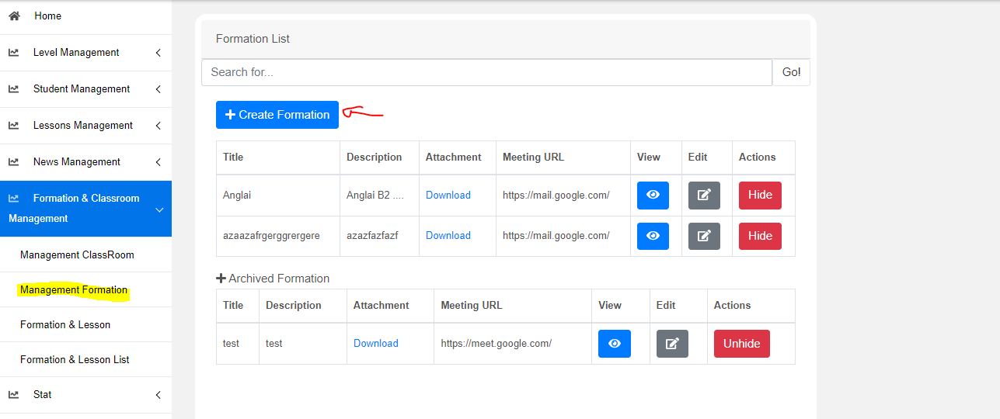 Home
Level Management
Student Management
Lessons Management
News Management
Formation & Classroom
Management
Management ClassRoom
Management Formation
Formation & Lesson
Formation & Lesson List
Stat
Formation List
Search for... Go!
Create Formation
Title Description Attachment Meeting URL View Edit Actions
Anglai Anglai B2 .... Download https://mail.google.com/ Hide
azaazafrgerggrergere azazfazfazf Download https://mail.google.com/ Hide
Archived Formation
Title Description Attachment Meeting URL View Edit Actions
test test Download https://meet.google.com/ Unhide